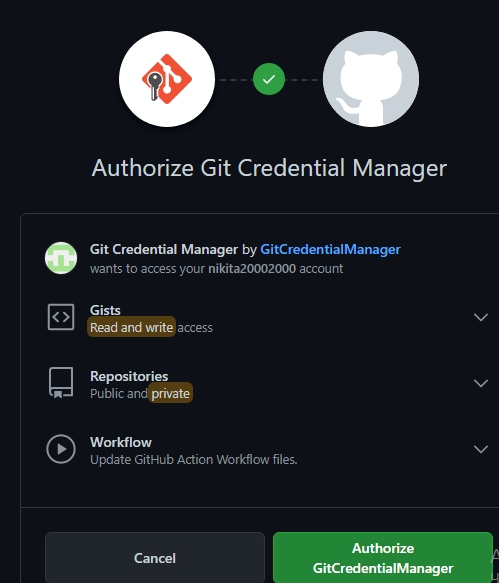 Authorize Git Credential Manager
Git Credential Manager by GitCredentialManager
wants to access your nikita20002000 account
Gists
Read and write access
Repositories
Public and private
Workflow
Update GitHub Action Workflow files.
Cancel
Authorize
GitCredentialManager